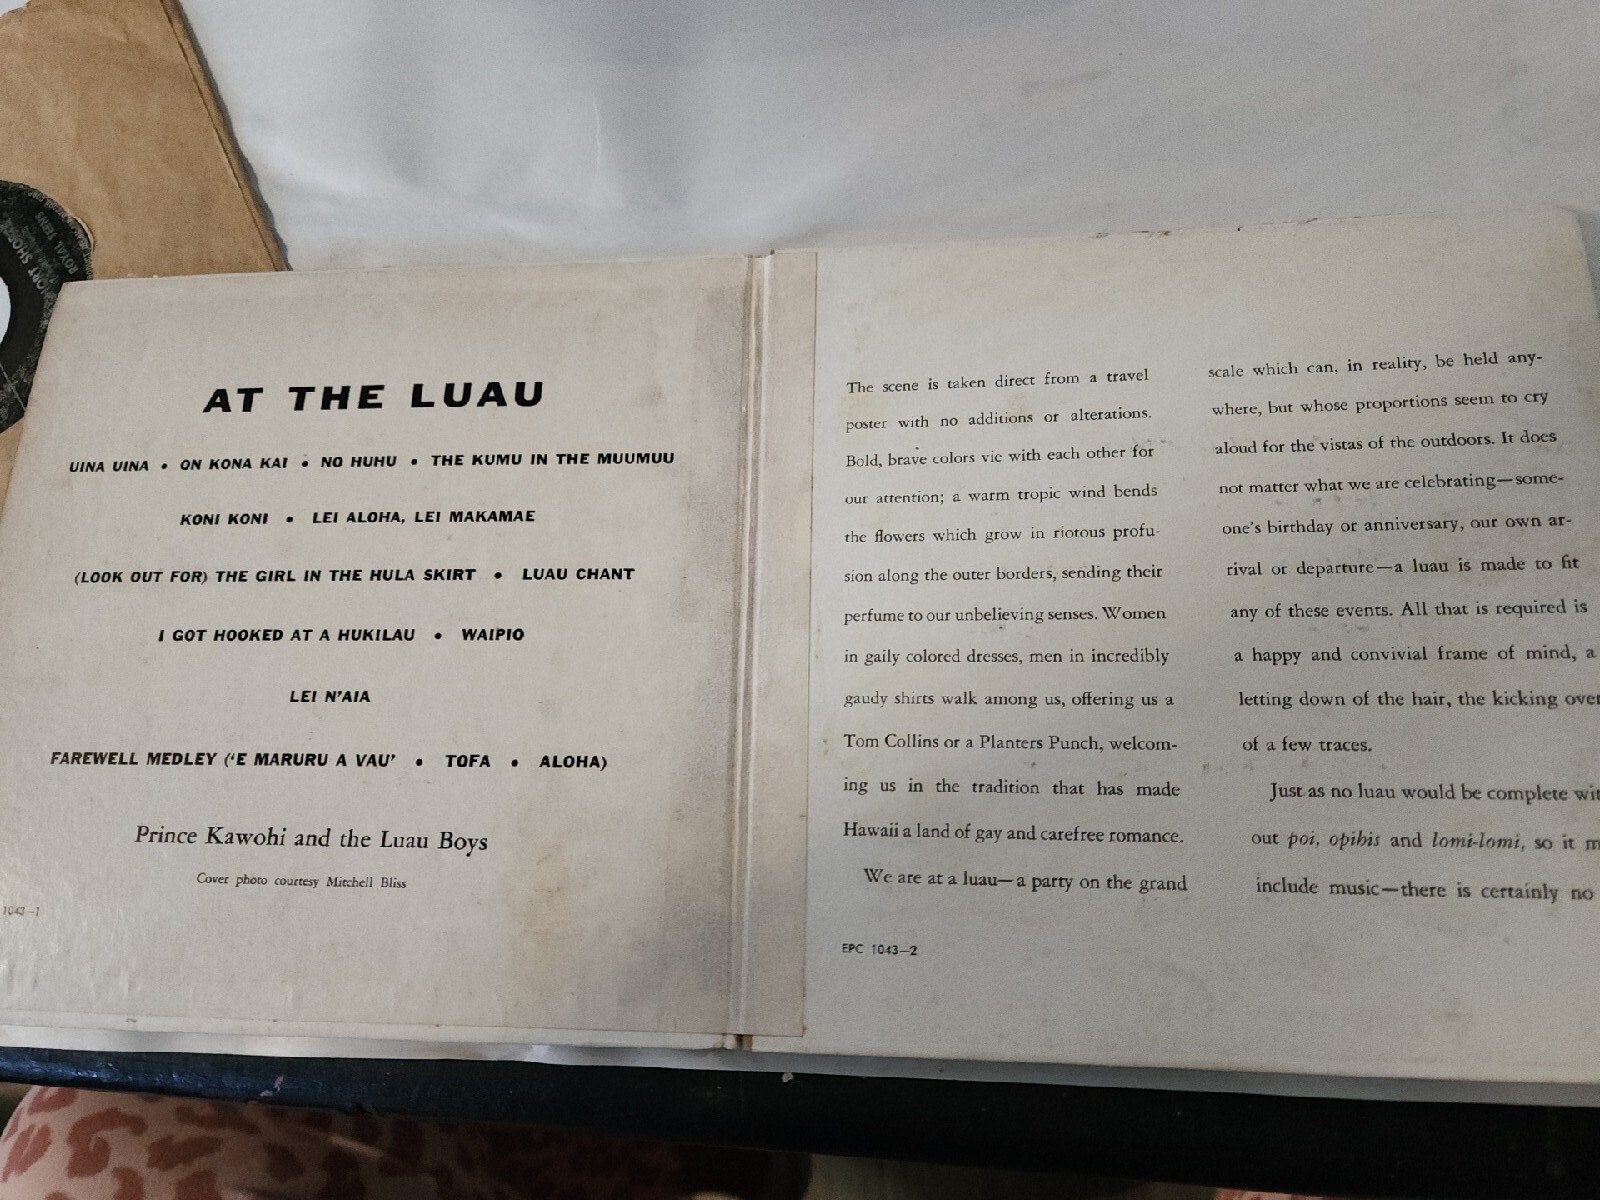 SHORT SHORTS
ROYAL TEENS
AT THE LUAU
UINA UINA • ON KONA KAI • NO HUHU • THE KUMU IN THE MUUMUU
KONI KONI • LEI ALOHA, LEI MAKAMAE
(LOOK OUT FOR) THE GIRL IN THE HULA SKIRT • LUAU CHANT
I GOT HOOKED AT A HUKILAU • WAIPIO
LEI N'AIA
FAREWELL MEDLEY ('E MARURU A VAU' • TOFA • ALOHA)
Prince Kawohi and the Luau Boys
Cover photo courtesy Mitchell Bliss
1043—1
The scene is taken direct from a travel
poster with no additions or alterations.
Bold, brave colors vie with each other for
our attention; a warm tropic wind bends
the flowers which grow in riotous profu-
sion along the outer borders, sending their
perfume to our unbelieving senses. Women
in gaily colored dresses, men in incredibly
gaudy shirts walk among us, offering us a
Tom Collins or a Planters Punch, welcom-
ing us in the tradition that has made
Hawaii a land of gay and carefree romance.
We are at a luau—a party on the grand
EPC 1043—2
scale which can, in reality, be held any-
where, but whose proportions seem to cry
aloud for the vistas of the outdoors. It does
not matter what we are celebrating—some-
one's birthday or anniversary, our own ar-
rival or departure—a luau is made to fit
any of these events. All that is required is
a happy and convivial frame of mind, a
letting down of the hair, the kicking over
of a few traces.
Just as no luau would be complete wit
out poi, opihis and lomi-lomi, so it m
include music—there is certainly no